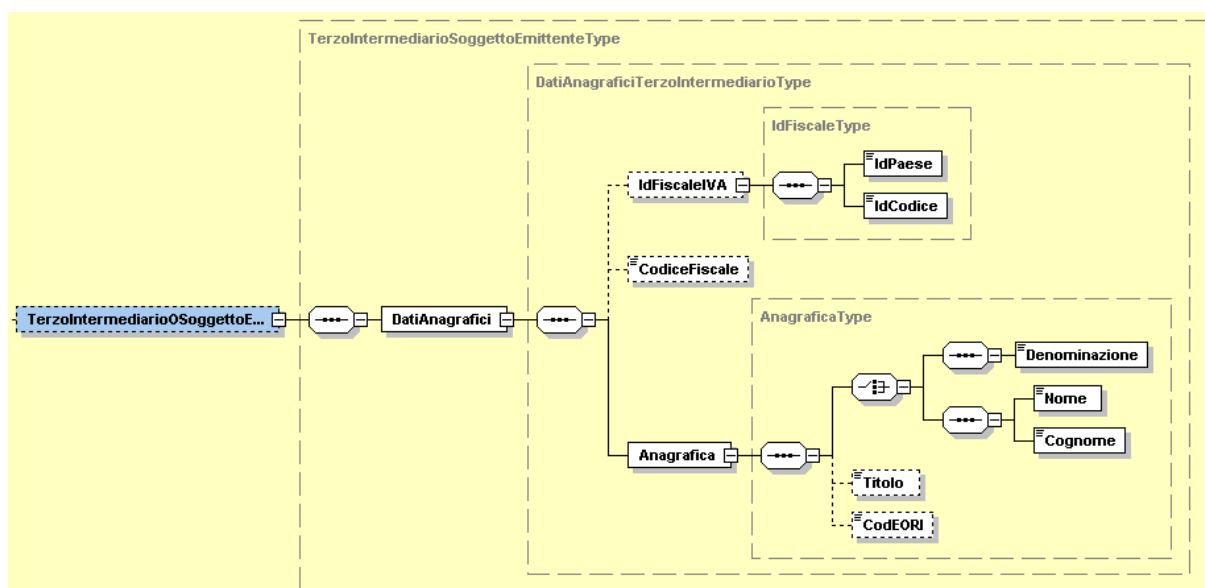 TerzoIntermediarioSoggettoEmittenteType
DatiAnagraficiTerzoIntermediarioType
IdFiscaleType
IdPaese
IdFiscaleIVA
IdCodice
CodiceFiscale
TerzoIntermediarioOSoggettoE...
DatiAnagrafici
AnagraficaType
Denominazione
Nome
Cognome
Anagrafica
Titolo
CodEORI